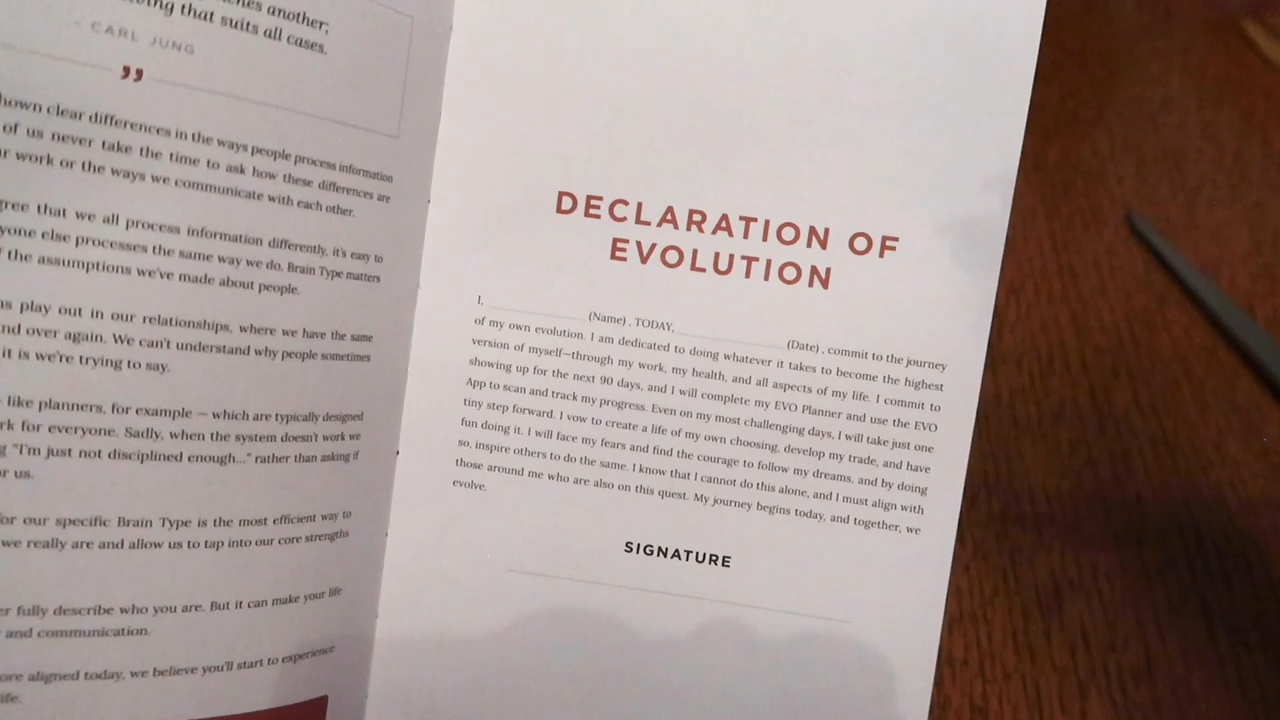 another;
that suits all cases.
- CARL JUNG
”
clear differences in the ways people process information
of us never take the time to ask how these differences are
work or the ways we communicate with each other.
that we all process information differently, it's easy to
else processes the same way we do. Brain Type matters
the assumptions we've made about people.
play out in our relationships, where we have the same
over again. We can't understand why people sometimes
it is we're trying to say.
like planners, for example — which are typically designed
for everyone. Sadly, when the system doesn't work we
"I'm just not disciplined enough..." rather than asking if
us.
our specific Brain Type is the most efficient way to
we really are and allow us to tap into our core strengths
fully describe who you are. But it can make your life
and communication.
aligned today, we believe you'll start to experience
DECLARATION OF
EVOLUTION
I, (Name) , TODAY, (Date) , commit to the journey
of my own evolution. I am dedicated to doing whatever it takes to become the highest
version of myself—through my work, my health, and all aspects of my life. I commit to
showing up for the next 90 days, and I will complete my EVO Planner and use the EVO
App to scan and track my progress. Even on my most challenging days, I will take just one
tiny step forward. I vow to create a life of my own choosing, develop my trade, and have
fun doing it. I will face my fears and find the courage to follow my dreams, and by doing
so, inspire others to do the same. I know that I cannot do this alone, and I must align with
those around me who are also on this quest. My journey begins today, and together, we
evolve.
SIGNATURE